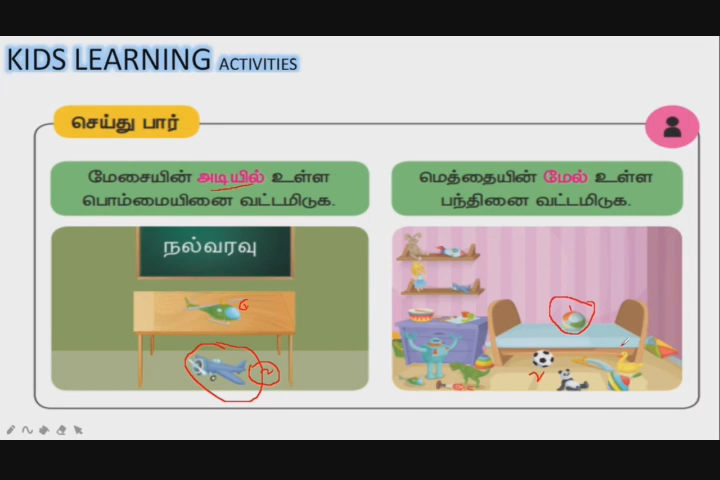 KIDS LEARNING ACTIVITIES
செய்து பார்
மேசையின் அடியில் உள்ள
பொம்மையினை வட்டமிடுக.
மெத்தையின் மேல் உள்ள
பந்தினை வட்டமிடுக.
நல்வரவு